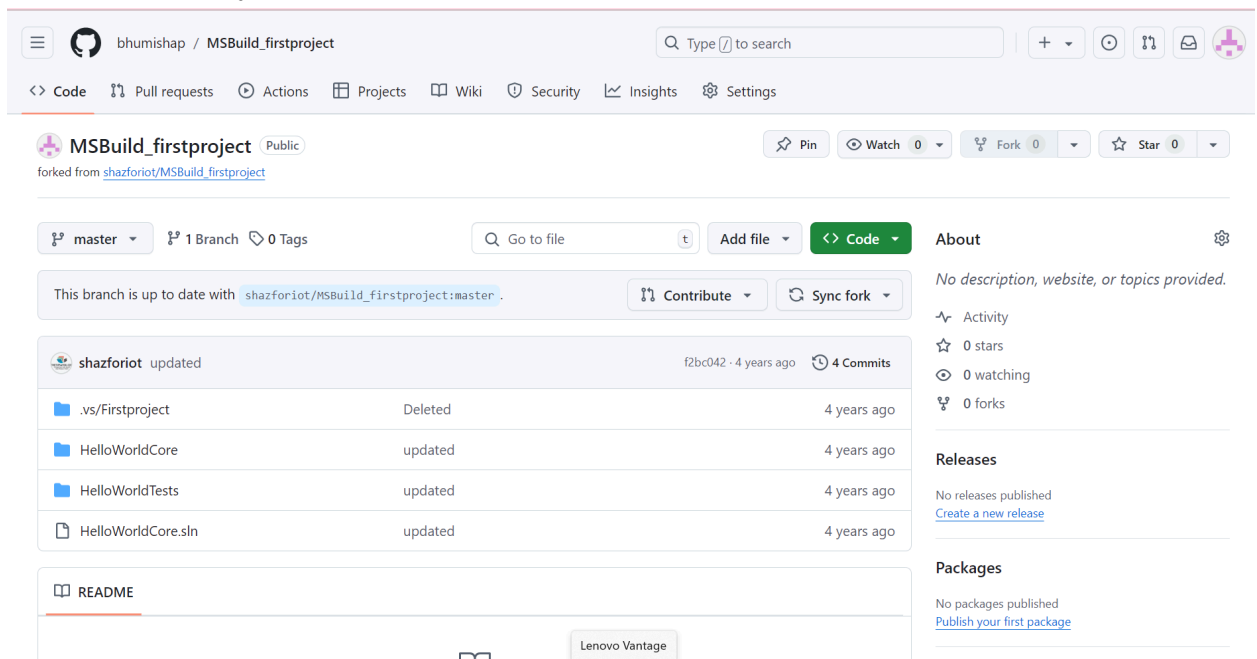 bhumishap / MSBuild_firstproject
Type / to search
Code Pull requests Actions Projects Wiki Security Insights Settings
MSBuild_firstproject Public
Pin Watch 0 Fork 0 Star 0
forked from shazforiot/MSBuild_firstproject
master 1 Branch 0 Tags
Go to file t Add file Code
About
No description, website, or topics provided.
This branch is up to date with shazforiot/MSBuild_firstproject:master.
Contribute Sync fork
Activity
0 stars
0 watching
0 forks
shazforiot updated f2bc042 · 4 years ago 4 Commits
.vs/Firstproject Deleted 4 years ago
HelloWorldCore updated 4 years ago
HelloWorldTests updated 4 years ago
HelloWorldCore.sln updated 4 years ago
Releases
No releases published
Create a new release
README
Packages
No packages published
Publish your first package
Lenovo Vantage